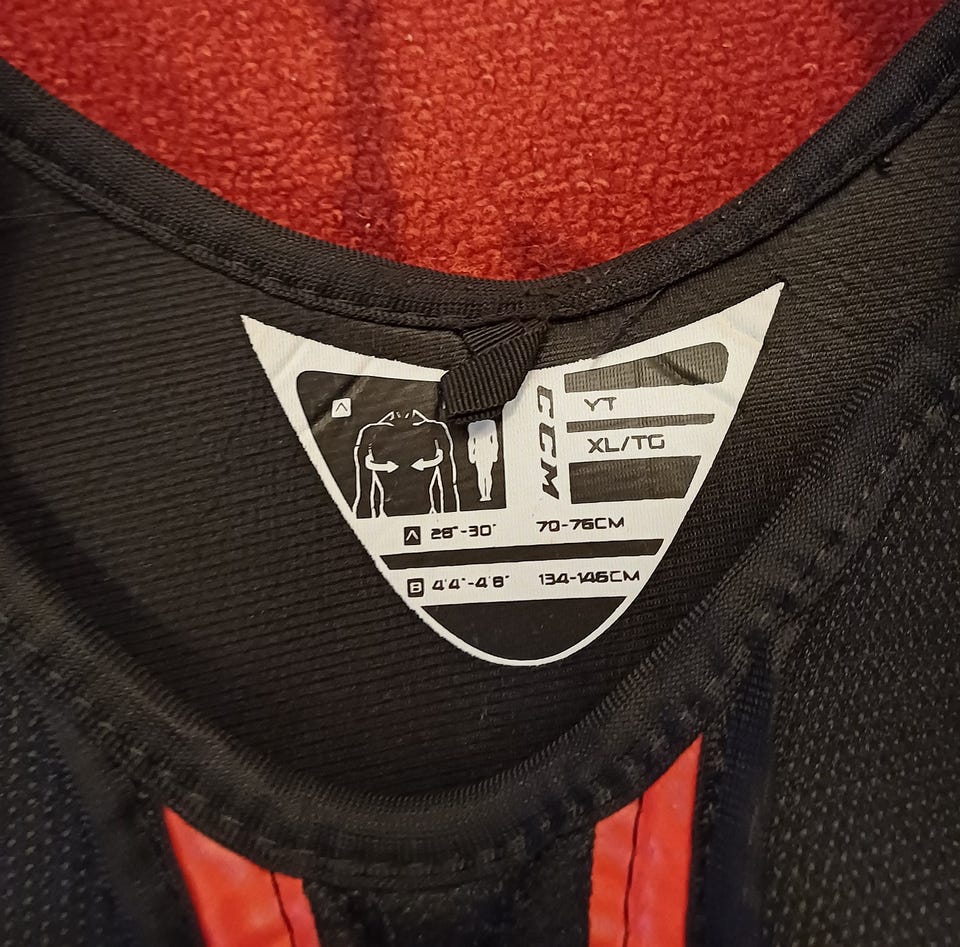 A
CCM
YT
XL/TG
A 28"-30" 70-76CM
B 4'4"-4'8" 134-146CM